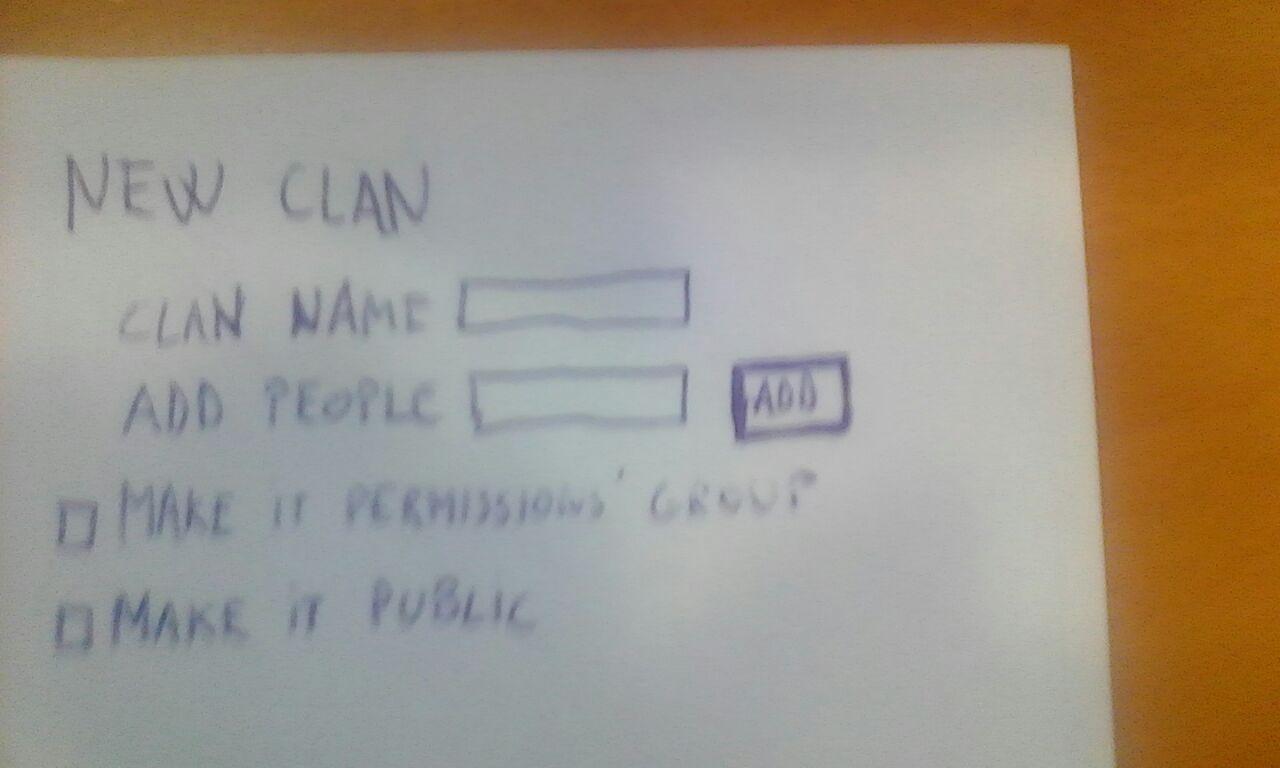 NEW CLAN
CLAN NAME
ADD PEOPLE ADD
MAKE IT PERMISSIONS' GROUP
MAKE IT PUBLIC